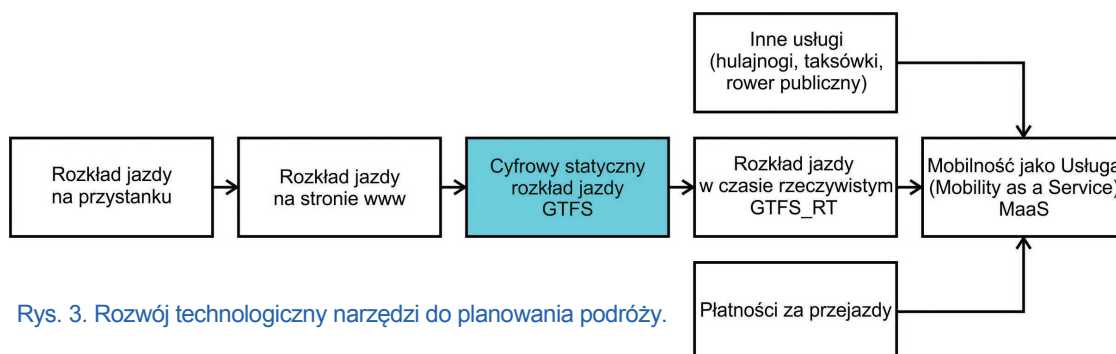 Inne usługi
(hulajnogi, taksówki,
rower publiczny)
Rozkład jazdy
na przystanku
Rozkład jazdy
na stronie www
Cyfrowy statyczny
rozkład jazdy
GTFS
Rozkład jazdy
w czasie rzeczywistym
GTFS_RT
Mobilność jako Usługa
(Mobility as a Service)
MaaS
Płatności za przejazdy
Rys. 3. Rozwój technologiczny narzędzi do planowania podróży.